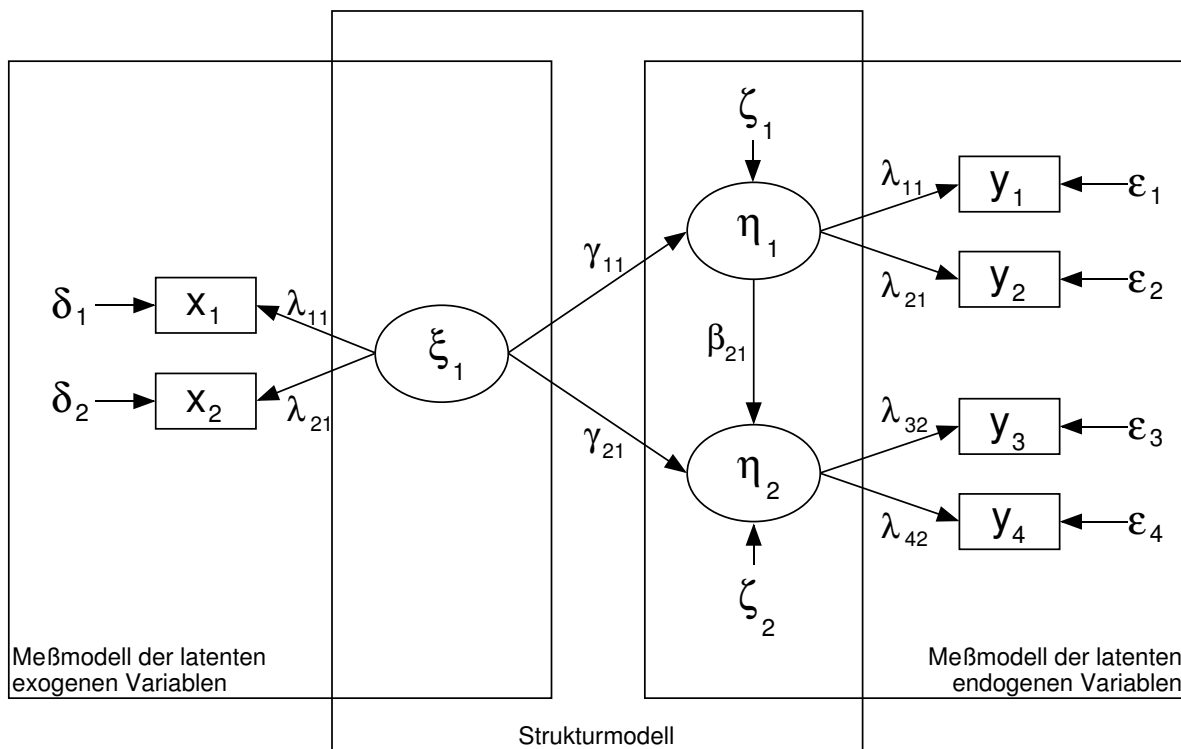 ζ₁
λ₁₁
y₁
ε₁
η₁
γ₁₁
λ₂₁
y₂
ε₂
δ₁
x₁
λ₁₁
ξ₁
β₂₁
δ₂
x₂
λ₂₁
γ₂₁
λ₃₂
y₃
ε₃
η₂
λ₄₂
y₄
ε₄
ζ₂
Meßmodell der latenten
exogenen Variablen
Meßmodell der latenten
endogenen Variablen
Strukturmodell